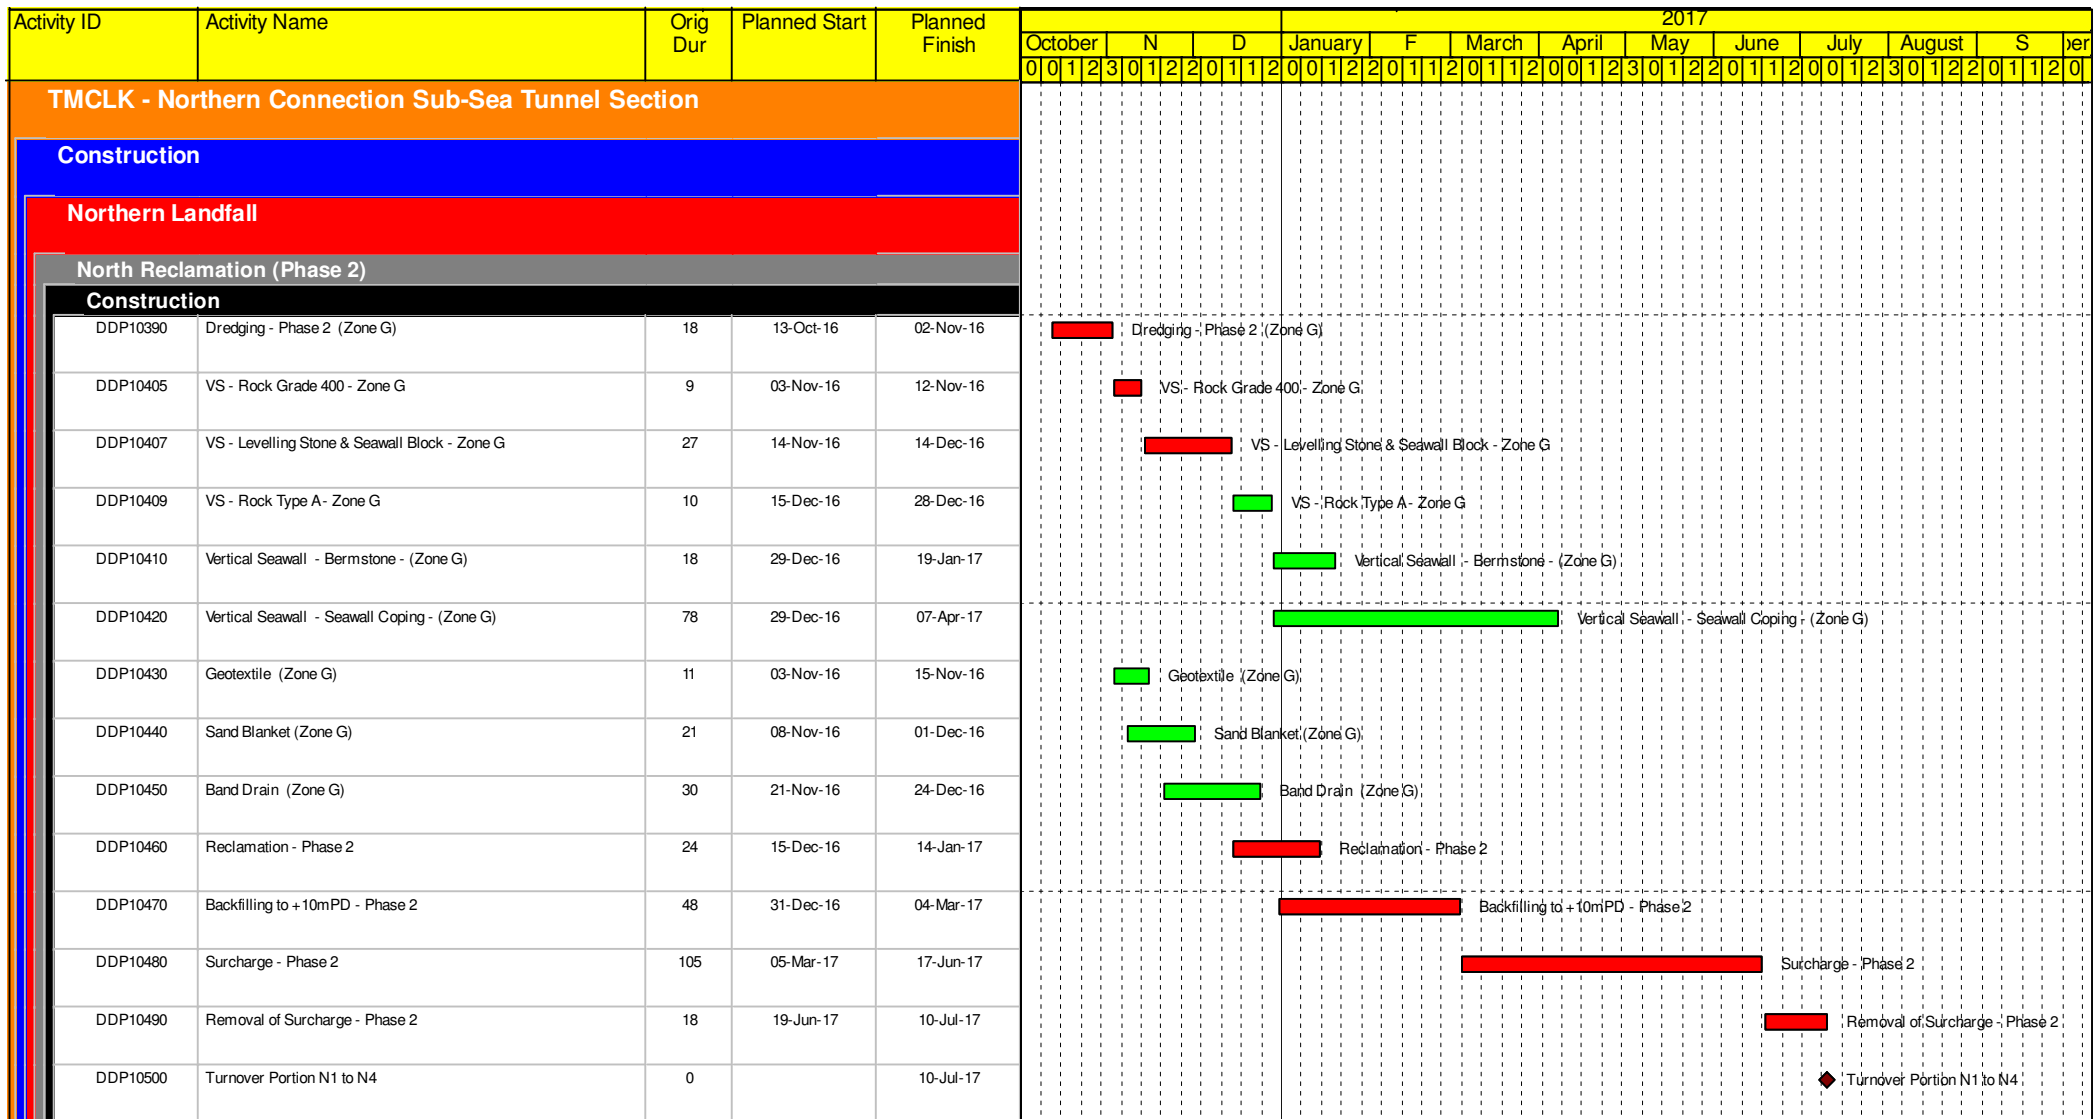 Activity ID Activity Name Orig Dur Planned Start Planned Finish
2017
October N D January F March April May June July August S
TMCLK - Northern Connection Sub-Sea Tunnel Section
Construction
Northern Landfall
North Reclamation (Phase 2)
Construction
DDP10390 Dredging - Phase 2 (Zone G) 18 13-Oct-16 02-Nov-16 Dredging - Phase 2 (Zone G)
DDP10405 VS - Rock Grade 400 - Zone G 9 03-Nov-16 12-Nov-16 VS - Rock Grade 400 - Zone G
DDP10407 VS - Levelling Stone & Seawall Block - Zone G 27 14-Nov-16 14-Dec-16 VS - Levelling Stone & Seawall Block - Zone G
DDP10409 VS - Rock Type A - Zone G 10 15-Dec-16 28-Dec-16 VS - Rock Type A - Zone G
DDP10410 Vertical Seawall - Bermstone - (Zone G) 18 29-Dec-16 19-Jan-17 Vertical Seawall - Bermstone - (Zone G)
DDP10420 Vertical Seawall - Seawall Coping - (Zone G) 78 29-Dec-16 07-Apr-17 Vertical Seawall - Seawall Coping - (Zone G)
DDP10430 Geotextile (Zone G) 11 03-Nov-16 15-Nov-16 Geotextile (Zone G)
DDP10440 Sand Blanket (Zone G) 21 08-Nov-16 01-Dec-16 Sand Blanket (Zone G)
DDP10450 Band Drain (Zone G) 30 21-Nov-16 24-Dec-16 Band Drain (Zone G)
DDP10460 Reclamation - Phase 2 24 15-Dec-16 14-Jan-17 Reclamation - Phase 2
DDP10470 Backfilling to +10mPD - Phase 2 48 31-Dec-16 04-Mar-17 Backfilling to +10mPD - Phase 2
DDP10480 Surcharge - Phase 2 105 05-Mar-17 17-Jun-17 Surcharge - Phase 2
DDP10490 Removal of Surcharge - Phase 2 18 19-Jun-17 10-Jul-17 Removal of Surcharge - Phase 2
DDP10500 Turnover Portion N1 to N4 0 10-Jul-17 Turnover Portion N1 to N4